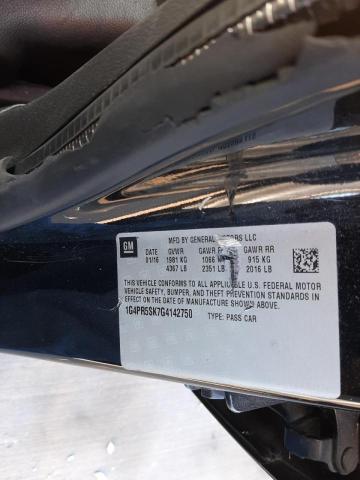 GM
MFD BY GENERAL MOTORS LLC
DATE GVWR GAWR FRT GAWR RR
01/16 1981 KG 1066 KG 915 KG
4367 LB 2351 LB 2016 LB
THIS VEHICLE CONFORMS TO ALL APPLICABLE U.S. FEDERAL MOTOR
VEHICLE SAFETY, BUMPER, AND THEFT PREVENTION STANDARDS IN
EFFECT ON THE DATE OF MANUFACTURE SHOWN ABOVE.
1G4PR5SK7G4142750 TYPE: PASS CAR